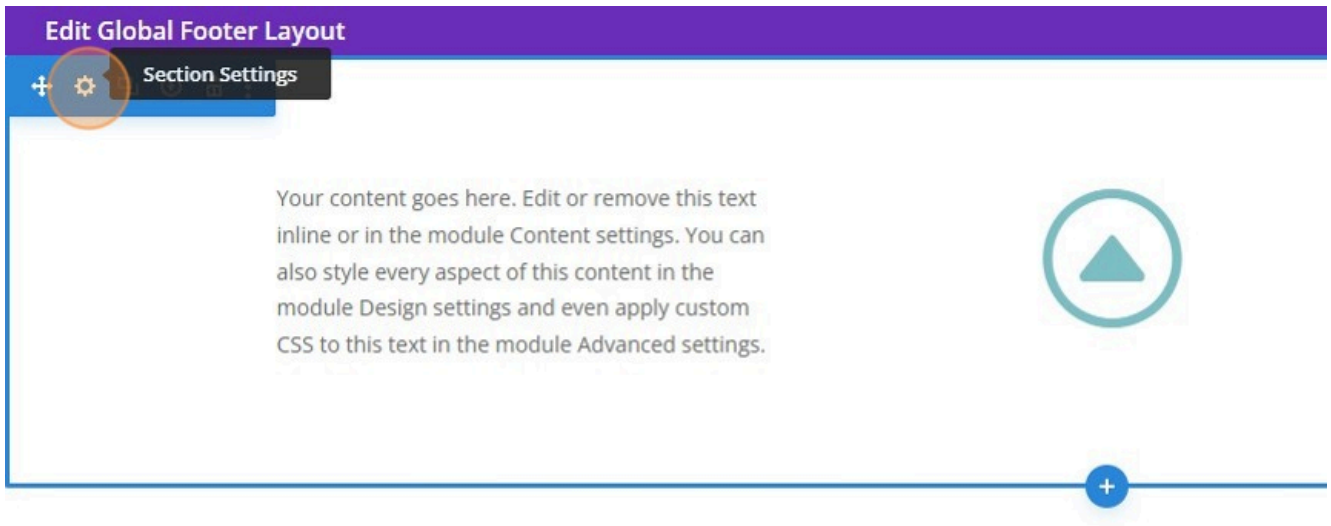 Edit Global Footer Layout
Section Settings
Your content goes here. Edit or remove this text
inline or in the module Content settings. You can
also style every aspect of this content in the
module Design settings and even apply custom
CSS to this text in the module Advanced settings.